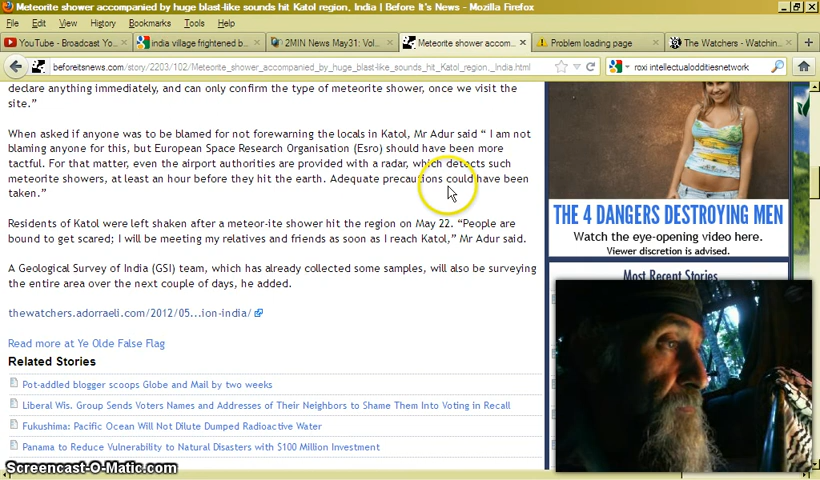 Meteorite shower accompanied by huge blast-like sounds hit Katol region, India | Before It's News - Mozilla Firefox
File Edit View History Bookmarks Tools Help
YouTube - Broadcast Yo... india village frightened b... 2MIN News May31: Vol... Meteorite shower accom... Problem loading page The Watchers - Watchin...
beforeitsnews.com/story/2203/102/Meteorite_shower_accompanied_by_huge_blast-like_sounds_hit_Katol_region,_India.html roxi intellectualodditiesnetwork
declare anything immediately, and can only confirm the type of meteorite shower, once we visit the
site.”
When asked if anyone was to be blamed for not forewarning the locals in Katol, Mr Adur said “ I am not
blaming anyone for this, but European Space Research Organisation (Esro) should have been more
tactful. For that matter, even the airport authorities are provided with a radar, which detects such
meteorite showers, at least an hour before they hit the earth. Adequate precautions could have been
taken.”
Residents of Katol were left shaken after a meteor-ite shower hit the region on May 22. “People are
bound to get scared; I will be meeting my relatives and friends as soon as I reach Katol,” Mr Adur said.
A Geological Survey of India (GSI) team, which has already collected some samples, will also be surveying
the entire area over the next couple of days, he added.
thewatchers.adorraeli.com/2012/05...ion-india/
Read more at Ye Olde False Flag
Related Stories
Pot-addled blogger scoops Globe and Mail by two weeks
Liberal Wis. Group Sends Voters Names and Addresses of Their Neighbors to Shame Them Into Voting in Recall
Fukushima: Pacific Ocean Will Not Dilute Dumped Radioactive Water
Panama to Reduce Vulnerability to Natural Disasters with $100 Million Investment
THE 4 DANGERS DESTROYING MEN
Watch the eye-opening video here.
Viewer discretion is advised.
Most Recent Stories
Screencast-O-Matic.com